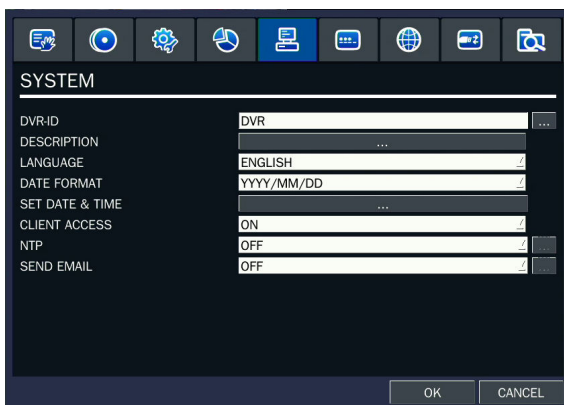 SYSTEM
DVR-ID DVR ...
DESCRIPTION ...
LANGUAGE ENGLISH
DATE FORMAT YYYY/MM/DD
SET DATE & TIME ...
CLIENT ACCESS ON
NTP OFF ...
SEND EMAIL OFF ...
OK CANCEL